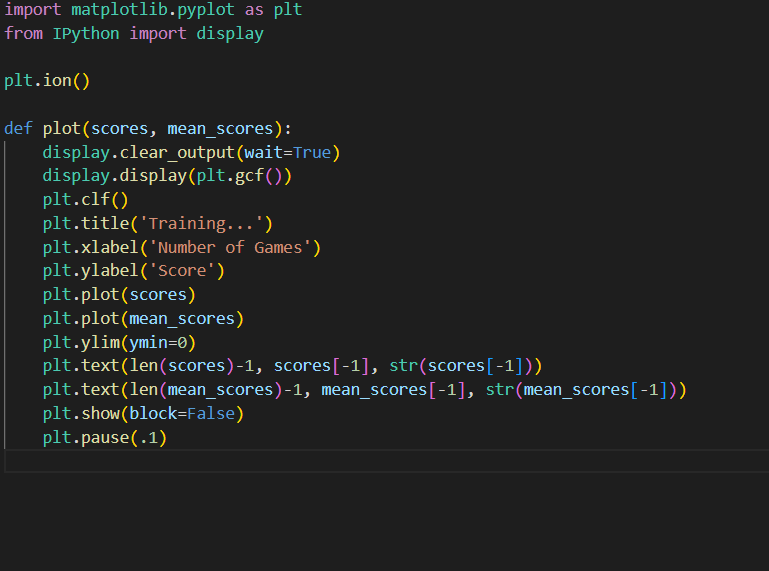 import matplotlib.pyplot as plt
from IPython import display

plt.ion()

def plot(scores, mean_scores):
    display.clear_output(wait=True)
    display.display(plt.gcf())
    plt.clf()
    plt.title('Training...')
    plt.xlabel('Number of Games')
    plt.ylabel('Score')
    plt.plot(scores)
    plt.plot(mean_scores)
    plt.ylim(ymin=0)
    plt.text(len(scores)-1, scores[-1], str(scores[-1]))
    plt.text(len(mean_scores)-1, mean_scores[-1], str(mean_scores[-1]))
    plt.show(block=False)
    plt.pause(.1)